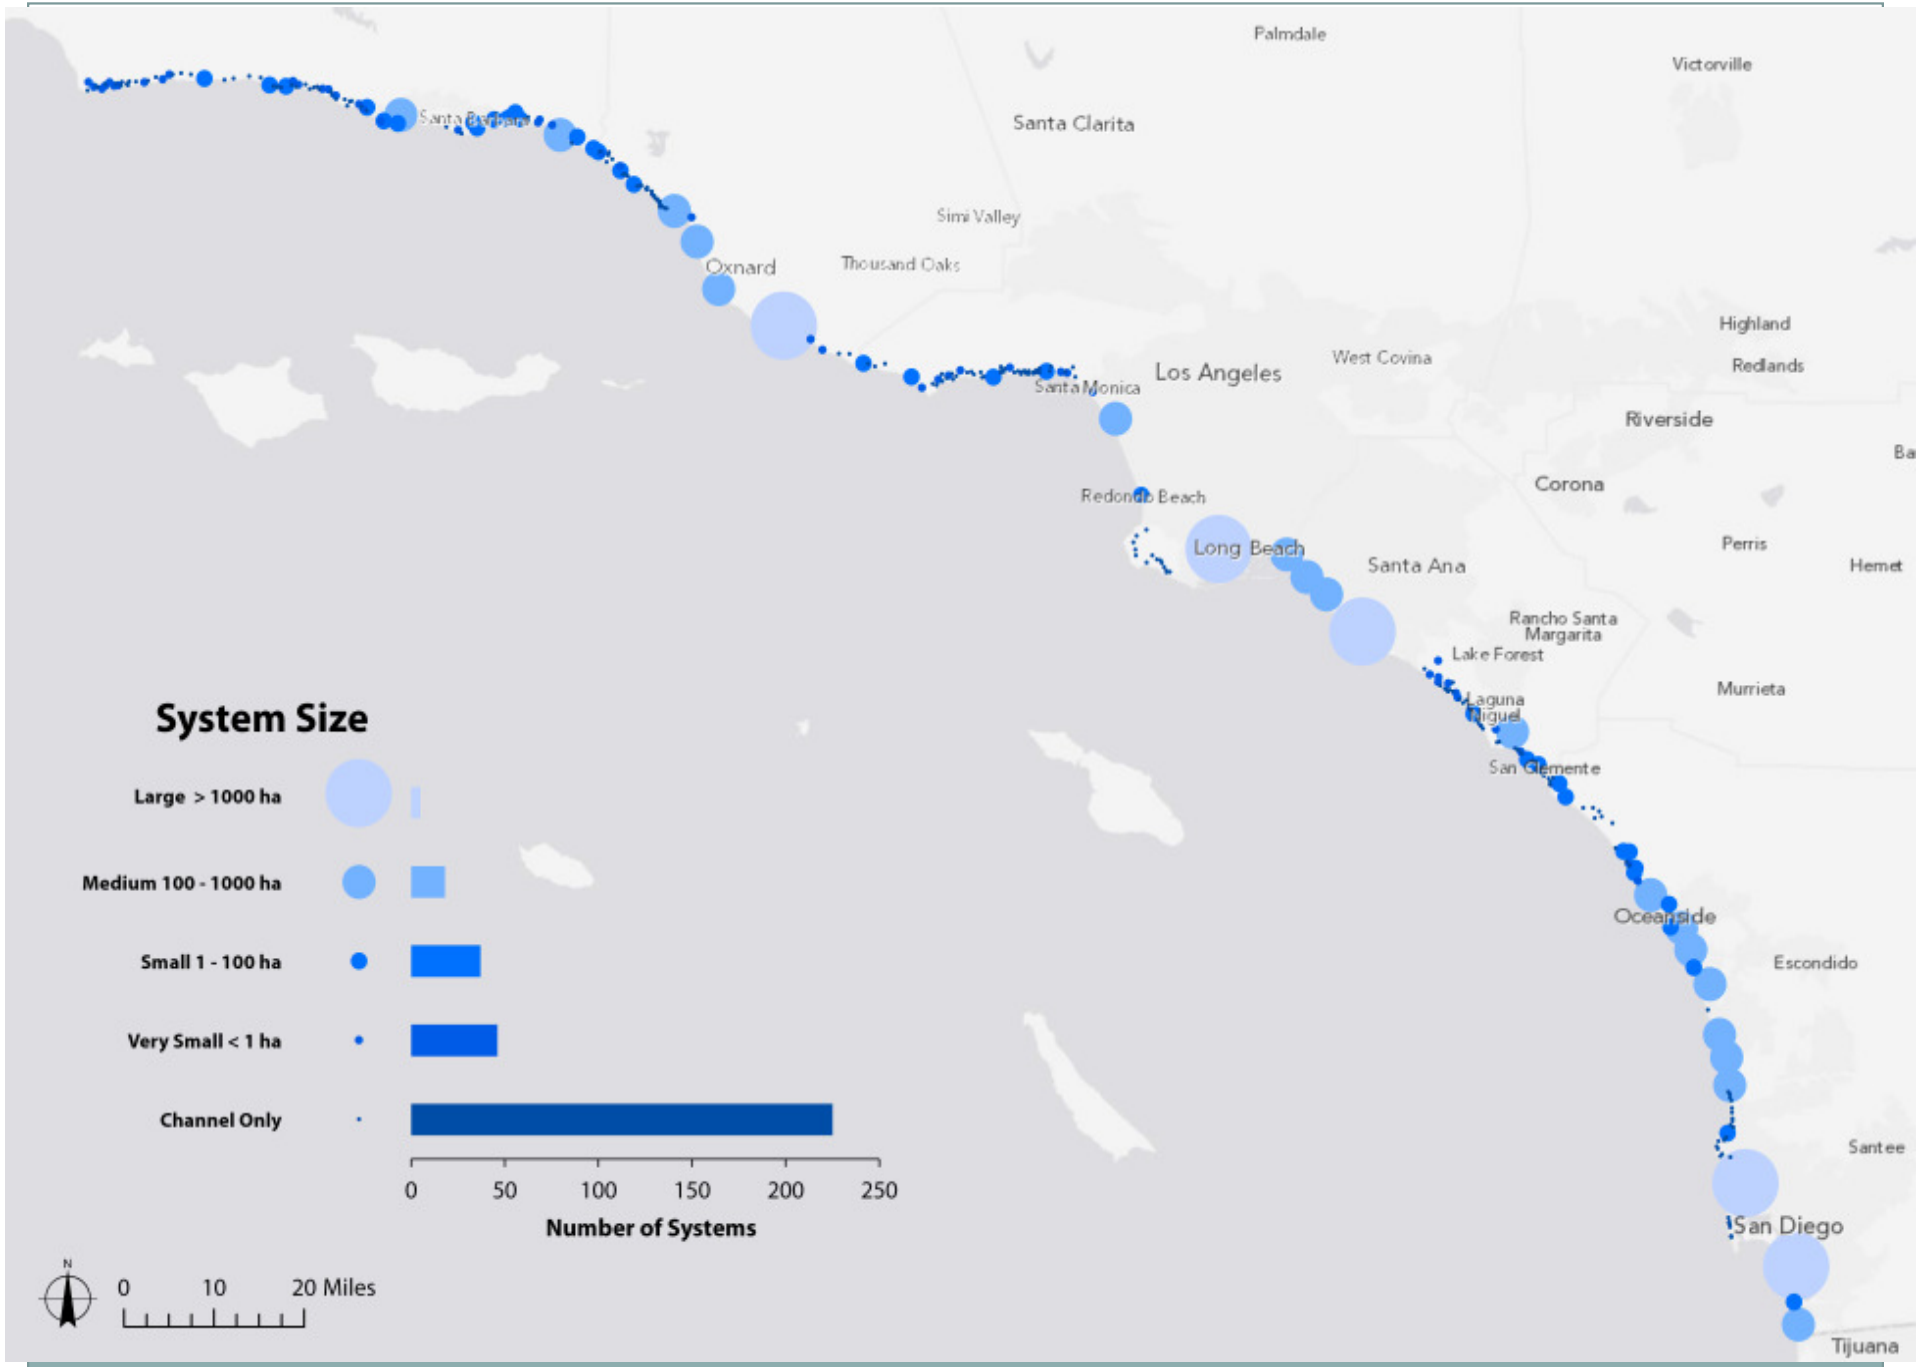 Palmdale
Victorville
Santa Barbara
Santa Clarita
Simi Valley
Oxnard
Thousand Oaks
Highland
West Covina
Redlands
Los Angeles
Santa Monica
Riverside
Ba
Corona
Redondo Beach
Long Beach
Perris
Santa Ana
Hemet
Rancho Santa
Margarita
Lake Forest
Murrieta
Laguna
Niguel
San Clemente
Oceanside
Escondido
Santee
San Diego
Tijuana
System Size
Large > 1000 ha
Medium 100 - 1000 ha
Small 1 - 100 ha
Very Small < 1 ha
Channel Only
0 50 100 150 200 250
Number of Systems
N
0 10 20 Miles